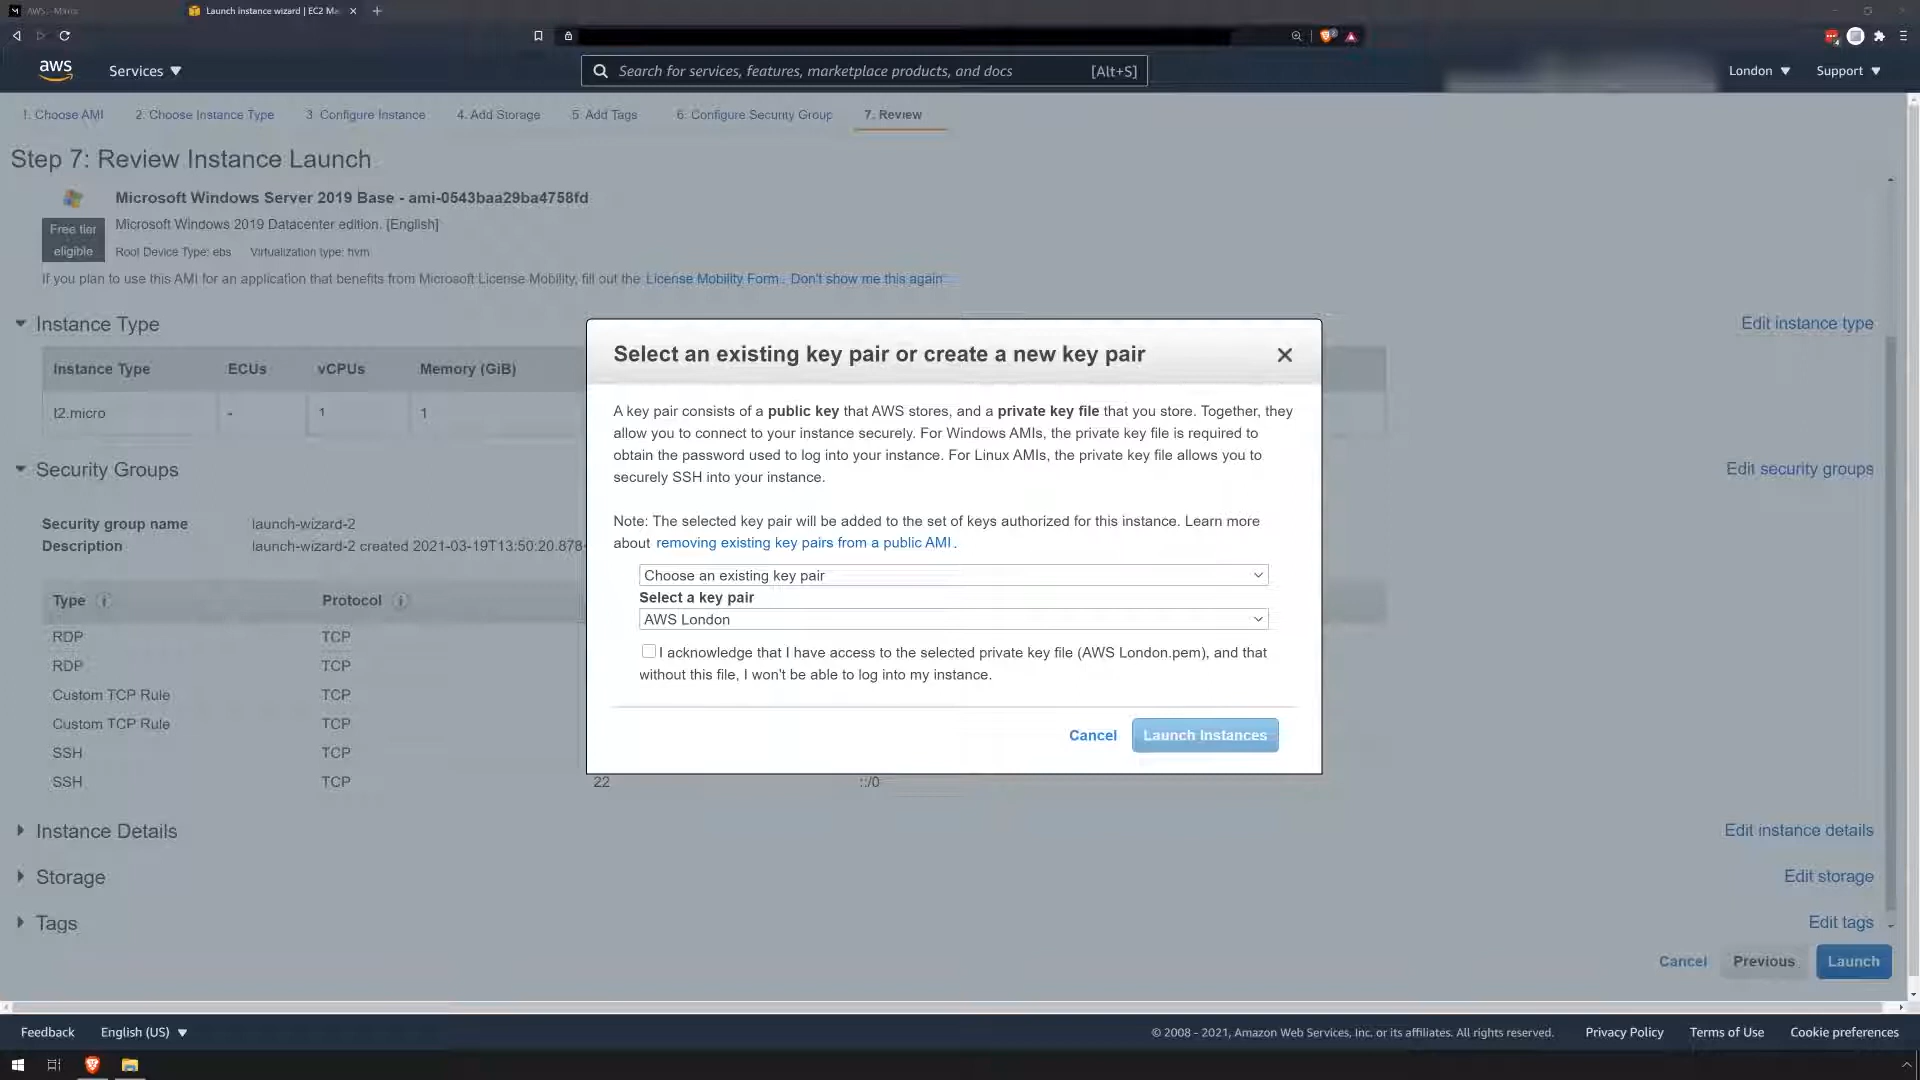 AWS - Mirror
Launch instance wizard | EC2 Ma
aws
Services
Search for services, features, marketplace products, and docs
[Alt+S]
London
Support
1. Choose AMI
2. Choose Instance Type
3. Configure Instance
4. Add Storage
5. Add Tags
6. Configure Security Group
7. Review
Step 7: Review Instance Launch
Microsoft Windows Server 2019 Base - ami-0543baa29ba4758fd
Free tier
eligible
Microsoft Windows 2019 Datacenter edition. [English]
Root Device Type: ebs Virtualization type: hvm
If you plan to use this AMI for an application that benefits from Microsoft License Mobility, fill out the License Mobility Form. Don't show me this again
Instance Type
Edit instance type
Instance Type
ECUs
vCPUs
Memory (GiB)
t2.micro
-
1
1
Security Groups
Edit security groups
Security group name
launch-wizard-2
Description
launch-wizard-2 created 2021-03-19T13:50:20.878+
Type
Protocol
RDP
TCP
RDP
TCP
Custom TCP Rule
TCP
Custom TCP Rule
TCP
SSH
TCP
SSH
TCP
22
::/0
Select an existing key pair or create a new key pair
A key pair consists of a public key that AWS stores, and a private key file that you store. Together, they
allow you to connect to your instance securely. For Windows AMIs, the private key file is required to
obtain the password used to log into your instance. For Linux AMIs, the private key file allows you to
securely SSH into your instance.
Note: The selected key pair will be added to the set of keys authorized for this instance. Learn more
about removing existing key pairs from a public AMI.
Choose an existing key pair
Select a key pair
AWS London
I acknowledge that I have access to the selected private key file (AWS London.pem), and that
without this file, I won't be able to log into my instance.
Cancel
Launch Instances
Instance Details
Edit instance details
Storage
Edit storage
Tags
Edit tags
Cancel
Previous
Launch
Feedback
English (US)
© 2008 - 2021, Amazon Web Services, Inc. or its affiliates. All rights reserved.
Privacy Policy
Terms of Use
Cookie preferences